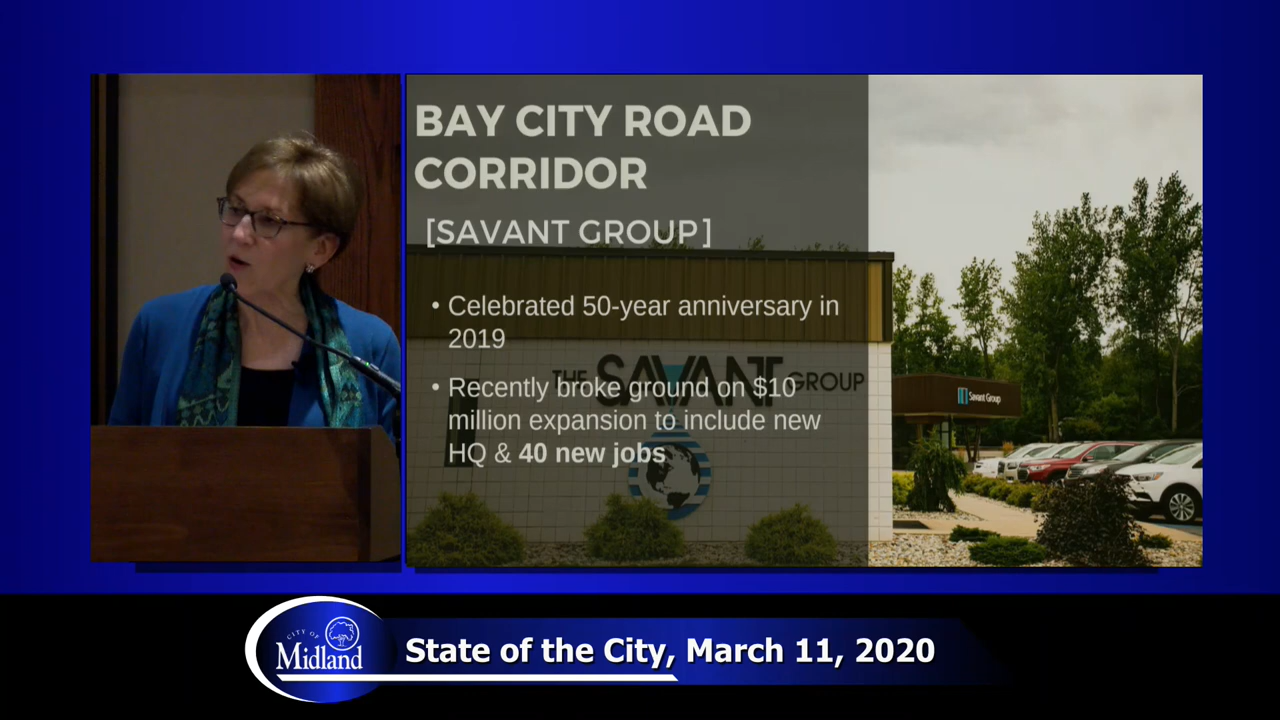 BAY CITY ROAD
CORRIDOR
[SAVANT GROUP]
• Celebrated 50-year anniversary in
2019
• Recently broke ground on $10
million expansion to include new
HQ & 40 new jobs
THE SAVANT GROUP
Savant Group
CITY OF
Midland
State of the City, March 11, 2020